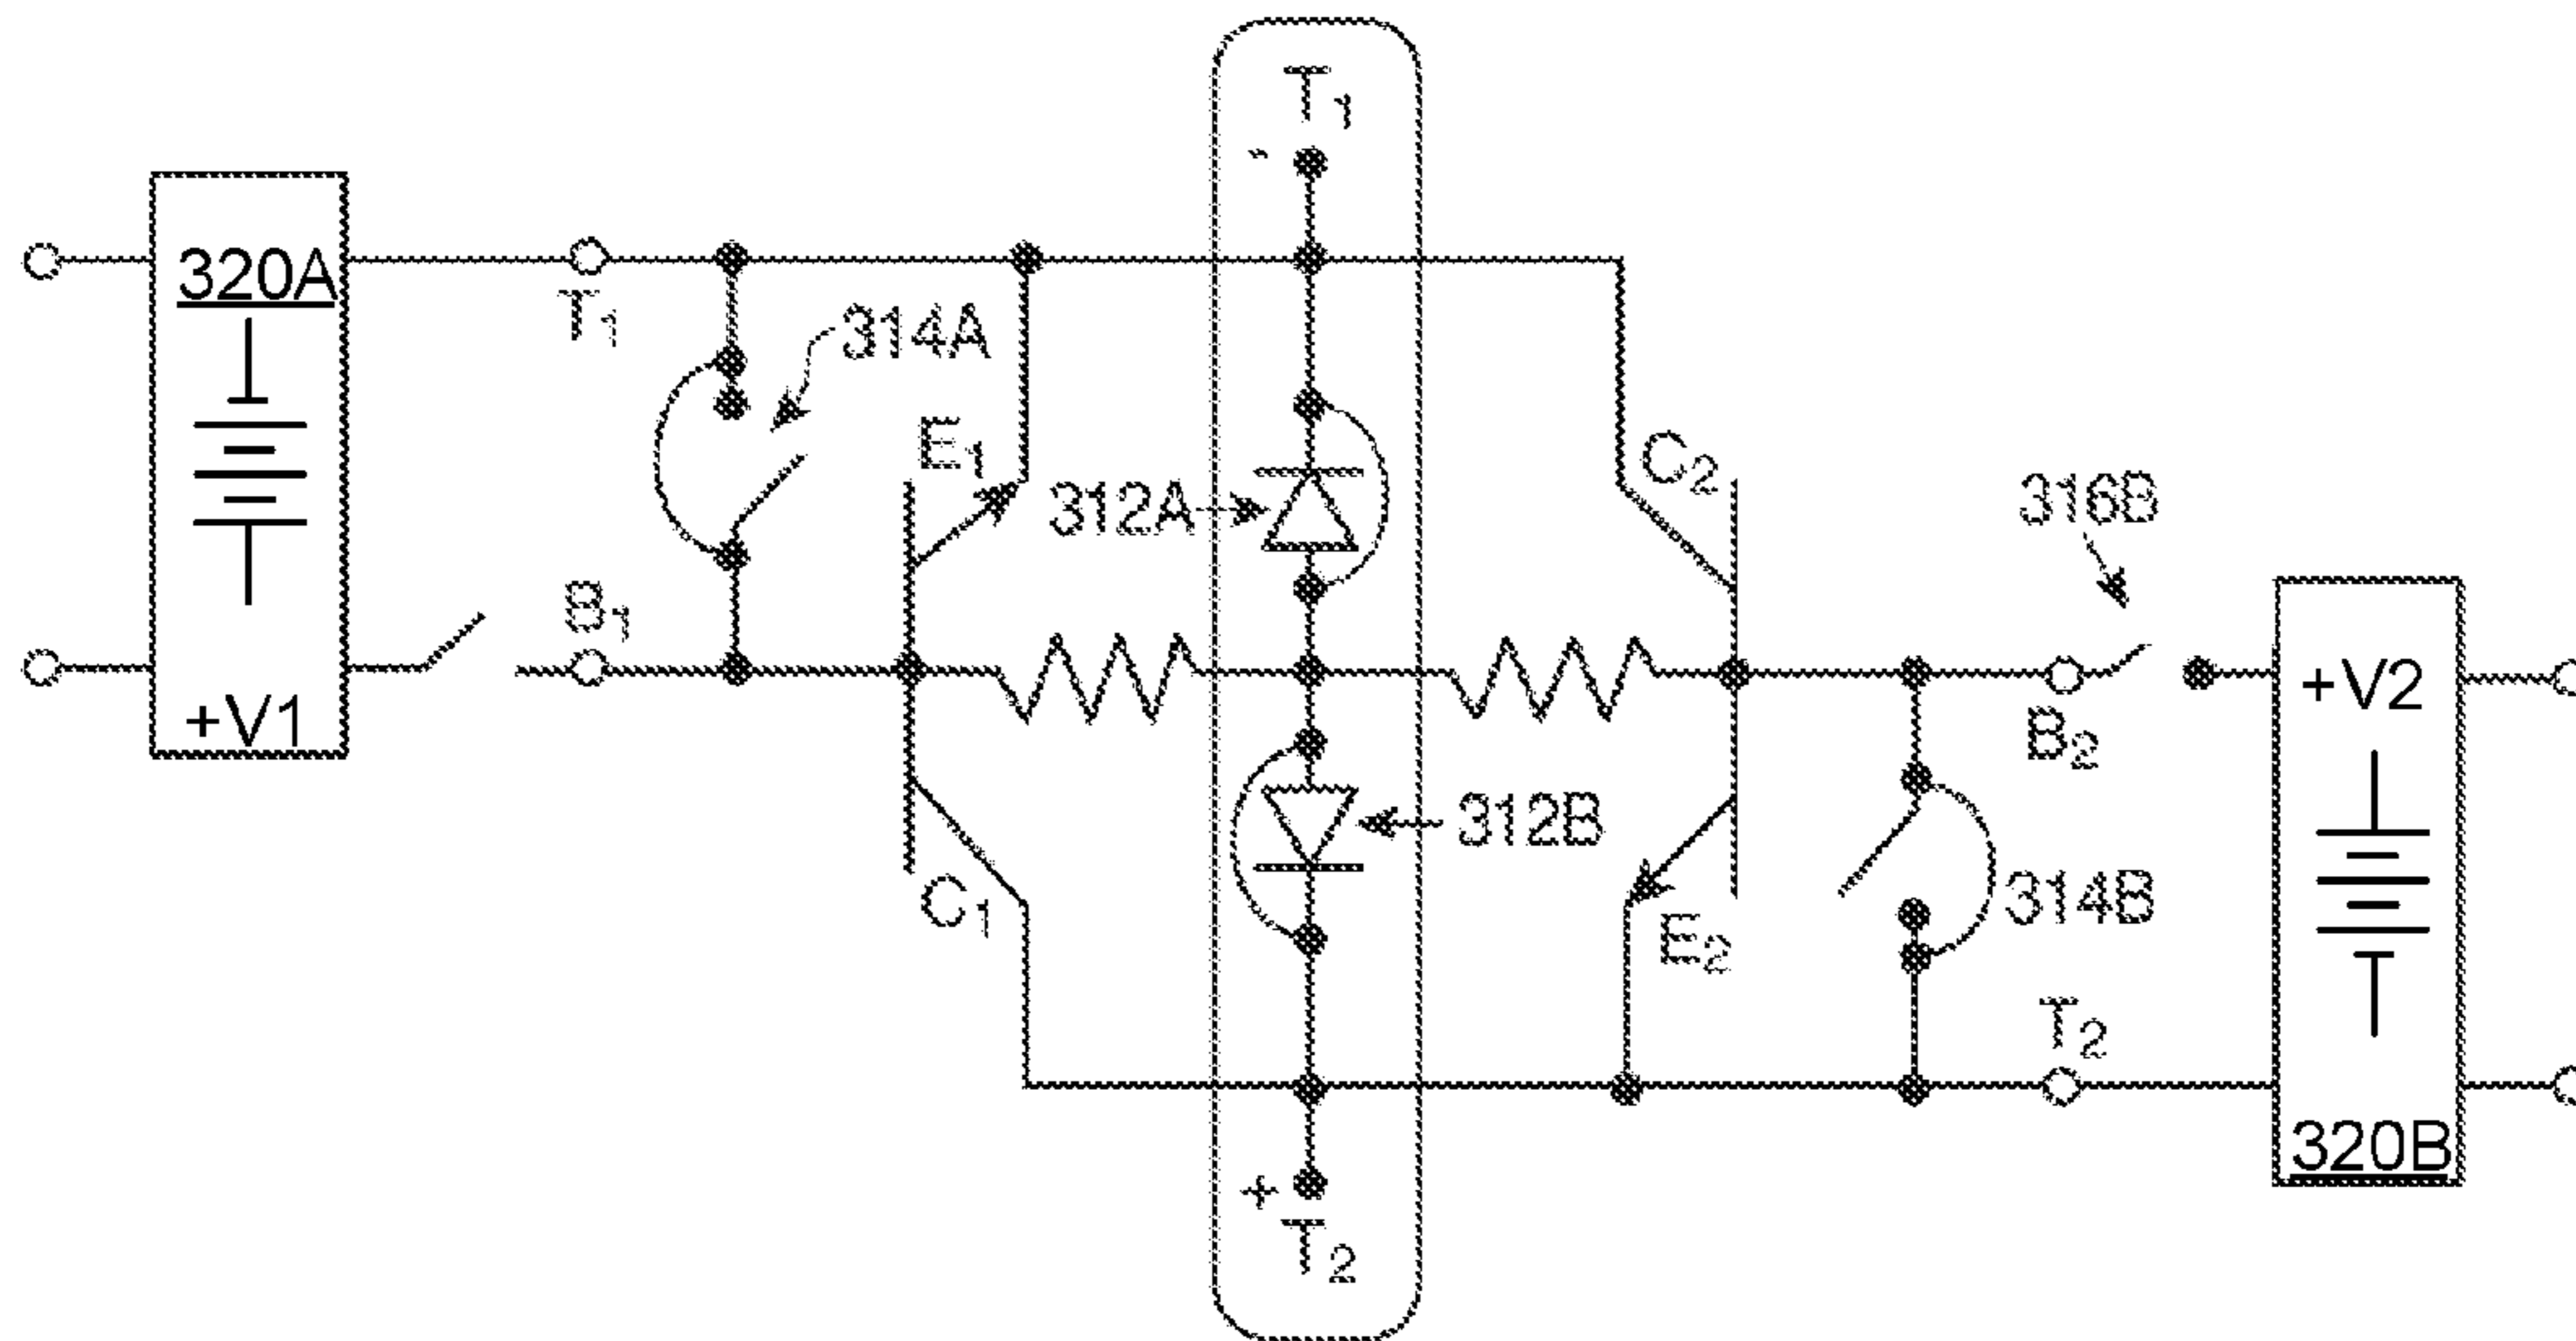 T1
-
320A
T1
314A
E1
C2
316B
312A
B1
+V1
+V2
B2
312B
C1
E2
314B
T2
320B
+
T2